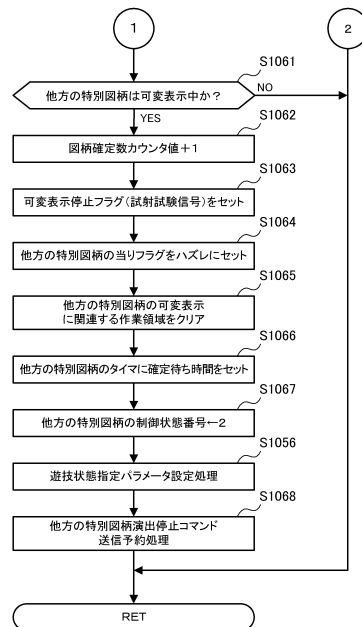 1
2
S1061
他方の特別図柄は可変表示中か？
NO
YES
S1062
図柄確定数カウンタ値＋1
S1063
可変表示停止フラグ（試射試験信号）をセット
S1064
他方の特別図柄の当りフラグをハズレにセット
S1065
他方の特別図柄の可変表示
に関連する作業領域をクリア
S1066
他方の特別図柄のタイマに確定待ち時間をセット
S1067
他方の特別図柄の制御状態番号←2
S1056
遊技状態指定パラメータ設定処理
S1068
他方の特別図柄演出停止コマンド
送信予約処理
RET